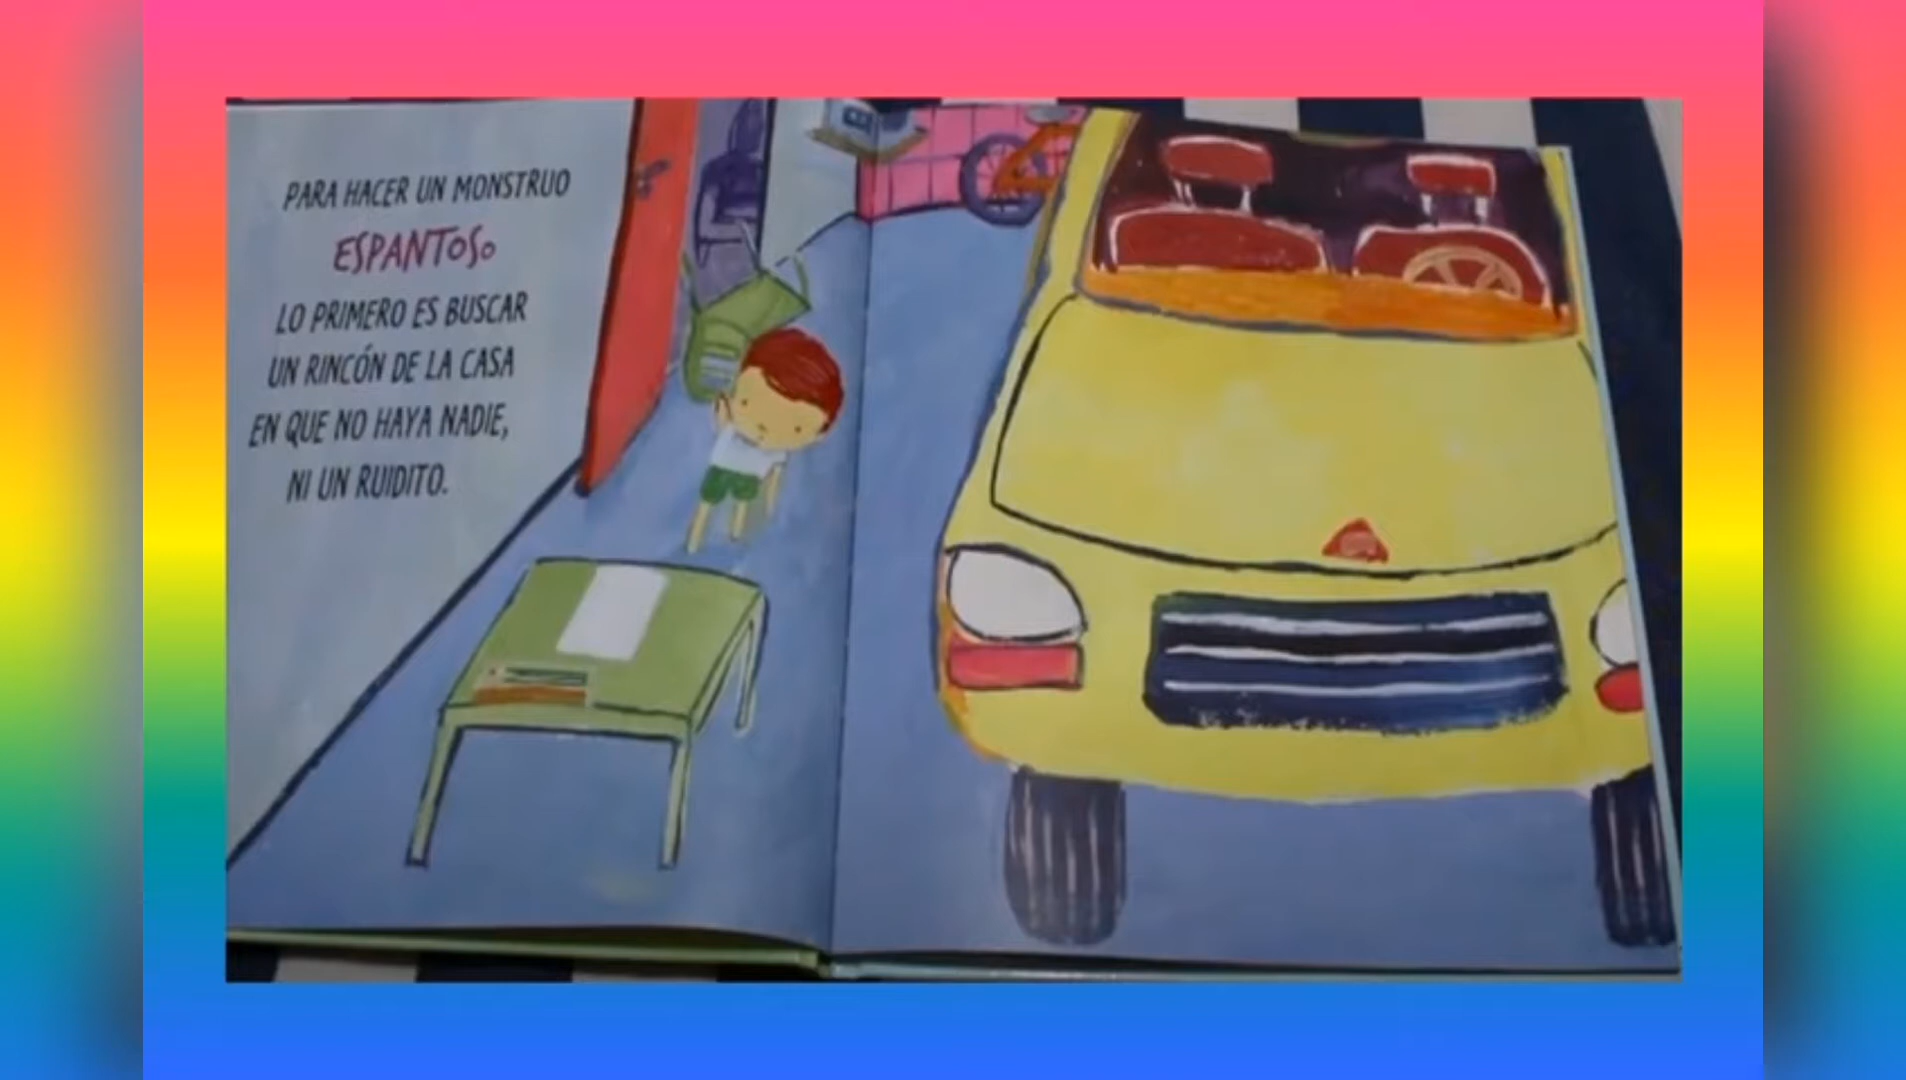 PARA HACER UN MONSTRUO
ESPANTOSO
LO PRIMERO ES BUSCAR
UN RINCÓN DE LA CASA
EN QUE NO HAYA NADIE,
NI UN RUIDITO.